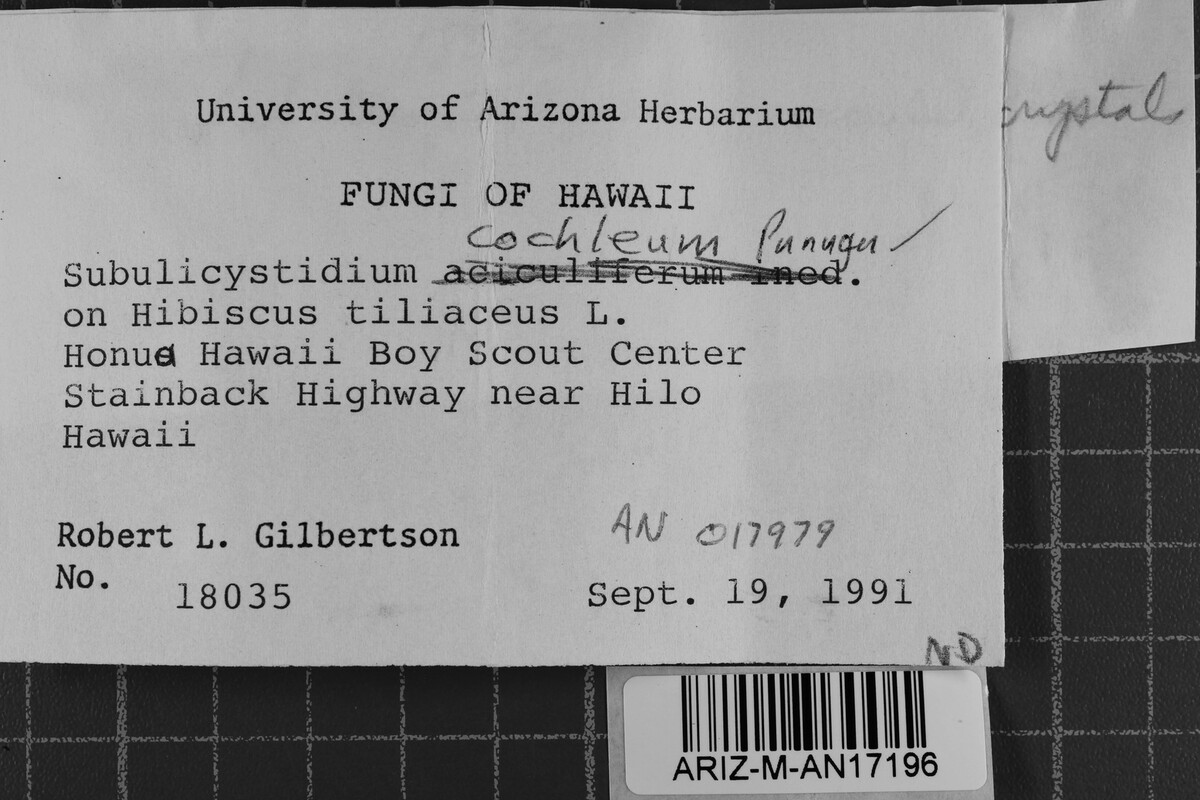 University of Arizona Herbarium
crystals
FUNGI OF HAWAII
cochleum Punugu
Subulicystidium aciculiferum ined.
on Hibiscus tiliaceus L.
Honua Hawaii Boy Scout Center
Stainback Highway near Hilo
Hawaii
Robert L. Gilbertson
AN 017979
No. 18035
Sept. 19, 1991
ND
ARIZ-M-AN17196